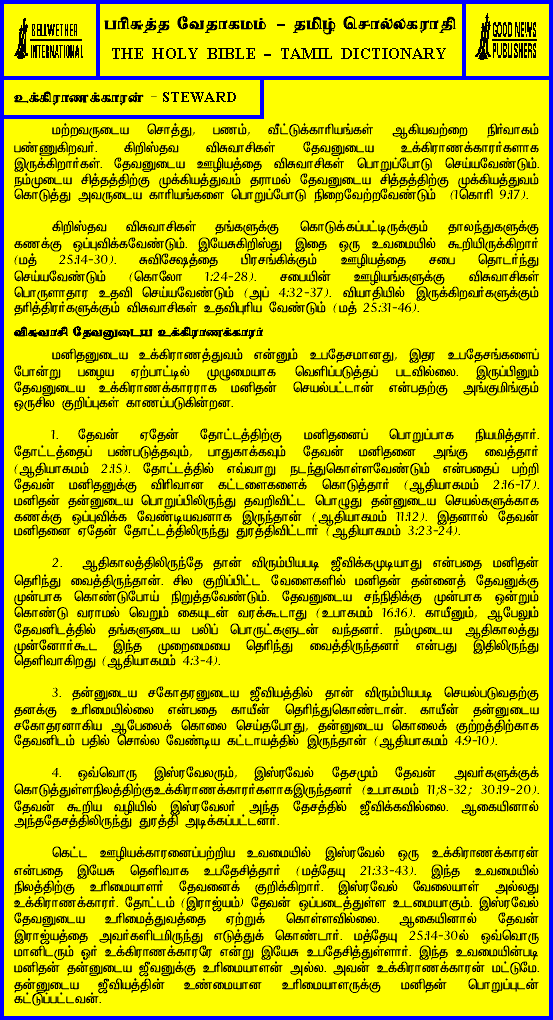 BELLWETHER
INTERNATIONAL
பரிசுத்த வேதாகமம் - தமிழ் சொல்லகராதி
THE HOLY BIBLE - TAMIL DICTIONARY
GOOD NEWS
PUBLISHERS
உக்கிராணக்காரன் - STEWARD
மற்றவருடைய சொத்து, பணம், வீட்டுக்காரியங்கள் ஆகியவற்றை நிர்வாகம்
பண்ணுகிறவர். கிறிஸ்தவ விசுவாசிகள் தேவனுடைய உக்கிராணக்காரர்களாக
இருக்கிறார்கள். தேவனுடைய ஊழியத்தை விசுவாசிகள் பொறுப்போடு செய்யவேண்டும்.
நம்முடைய சித்தத்திற்கு முக்கியத்துவம் தராமல் தேவனுடைய சித்தத்திற்கு முக்கியத்துவம்
கொடுத்து அவருடைய காரியங்களை பொறுப்போடு நிறைவேற்றவேண்டும் (1கொரி 9:17).
கிறிஸ்தவ விசுவாசிகள் தங்களுக்கு கொடுக்கப்பட்டிருக்கும் தாலந்துகளுக்கு
கணக்கு ஒப்புவிக்கவேண்டும். இயேசுகிறிஸ்து இதை ஒரு உவமையில் கூறியிருக்கிறார்
(மத் 25:14-30). சுவிசேஷத்தை பிரசங்கிக்கும் ஊழியத்தை சபை தொடர்ந்து
செய்யவேண்டும் (கொலோ 1:24-28). சபையின் ஊழியங்களுக்கு விசுவாசிகள்
பொருளாதார உதவி செய்யவேண்டும் (அப் 4:32-37). வியாதியில் இருக்கிறவர்களுக்கும்
தரித்திரர்களுக்கும் விசுவாசிகள் உதவிபுரிய வேண்டும் (மத் 25:31-46).
விசுவாசி தேவனுனுடைய உக்கிராணக்காரர்
மனிதனுடைய உக்கிராணத்துவம் என்னும் உபதேசமானது, இதர உபதேசங்களைப்
போன்று பழைய ஏற்பாட்டில் முழுமையாக வெளிப்படுத்தப் படவில்லை. இருப்பினும்
தேவனுடைய உக்கிராணக்காரராக மனிதன் செயல்பட்டான் என்பதற்கு அங்குமிங்கும்
ஒருசில குறிப்புகள் காணப்படுகின்றன.
1. தேவன் ஏதேன் தோட்டத்திற்கு மனிதனைப் பொறுப்பாக நியமித்தார்.
தோட்டத்தைப் பண்படுத்தவும், பாதுகாக்கவும் தேவன் மனிதனை அங்கு வைத்தார்
(ஆதியாகமம் 2:15). தோட்டத்தில் எவ்வாறு நடந்துகொள்ளவேண்டும் என்பதைப் பற்றி
தேவன் மனிதனுக்கு விரிவான கட்டளைகளைக் கொடுத்தார் (ஆதியாகமம் 2:16-17).
மனிதன் தன்னுடைய பொறுப்பிலிருந்து தவறிவிட்ட பொழுது தன்னுடைய செயல்களுக்காக
கணக்கு ஒப்புவிக்க வேண்டியவனாக இருந்தான் (ஆதியாகமம் 11:12). இதனால் தேவன்
மனிதனை ஏதேன் தோட்டத்திலிருந்து துரத்திவிட்டார் (ஆதியாகமம் 3:23-24).
2. ஆதிகாலத்திலிருந்தே தான் விரும்பியபடி ஜீவிக்கமுடியாது என்பதை மனிதன்
தெரிந்து வைத்திருந்தான். சில குறிப்பிட்ட வேளைகளில் மனிதன் தன்னைத் தேவனுக்கு
முன்பாக கொண்டுபோய் நிறுத்தவேண்டும். தேவனுடைய சந்நிதிக்கு முன்பாக ஒன்றும்
கொண்டு வராமல் வெறும் கையுடன் வரக்கூடாது (உபாகமம் 16:16). காயீனும், ஆபேலும்
தேவனிடத்தில் தங்களுடைய பலிப் பொருட்களுடன் வந்தனர். நம்முடைய ஆதிகாலத்து
முன்னோர்கூட இந்த முறைமையை தெரிந்து வைத்திருந்தனர் என்பது இதிலிருந்து
தெளிவாகிறது (ஆதியாகமம் 4:3-4).
3. தன்னுடைய சகோதரனுடைய ஜீவியத்தில் தான் விரும்பியபடி செயல்படுவதற்கு
தனக்கு உரிமையில்லை என்பதை காயீன் தெரிந்துகொண்டான். காயீன் தன்னுடைய
சகோதரனாகிய ஆபேலைக் கொலை செய்தபோது, தன்னுடைய கொலைக் குற்றத்திற்காக
தேவனிடம் பதில் சொல்ல வேண்டிய கட்டாயத்தில் இருந்தான் (ஆதியாகமம் 4:9-10).
4. ஒவ்வொரு இஸ்ரவேலரும், இஸ்ரவேல் தேசமும் தேவன் அவர்களுக்குக்
கொடுத்துள்ளநிலத்திற்குஉக்கிராணக்காரர்களாகஇருந்தனர் (உபாகமம் 11;8-32; 30:19-20).
தேவன் கூறிய வழியில் இஸ்ரவேலர் அந்த தேசத்தில் ஜீவிக்கவில்லை. ஆகையினால்
அந்ததேசத்திலிருந்து துரத்தி அடிக்கப்பட்டனர்.
கெட்ட ஊழியக்காரனைப்பற்றிய உவமையில் இஸ்ரவேல் ஒரு உக்கிராணக்காரன்
என்பதை இயேசு தெளிவாக உபதேசித்தார் (மத்தேயு 21:33-43). இந்த உவமையில்
நிலத்திற்கு உரிமையாளர் தேவனைக் குறிக்கிறார். இஸ்ரவேல் வேலையாள் அல்லது
உக்கிராணக்காரர். தோட்டம் (இராஜ்யம்) தேவன் ஒப்படைத்துள்ள உடமையாகும். இஸ்ரவேல்
தேவனுடைய உரிமைத்துவத்தை ஏற்றுக் கொள்ளவில்லை. ஆகையினால் தேவன்
இராஜ்யத்தை அவர்களிடமிருந்து எடுத்துக் கொண்டார். மத்தேயு 25:14-30ல் ஒவ்வொரு
மானிடரும் ஓர் உக்கிராணக்காரரே என்று இயேசு உபதேசித்துள்ளார். இந்த உவமையின்படி
மனிதன் தன்னுடைய ஜீவனுக்கு உரிமையாளன் அல்ல. அவன் உக்கிராணக்காரன் மட்டுமே.
தன்னுடைய ஜீவியத்தின் உண்மையான உரிமையாளருக்கு மனிதன் பொறுப்புடன்
கட்டுப்பட்டவன்.